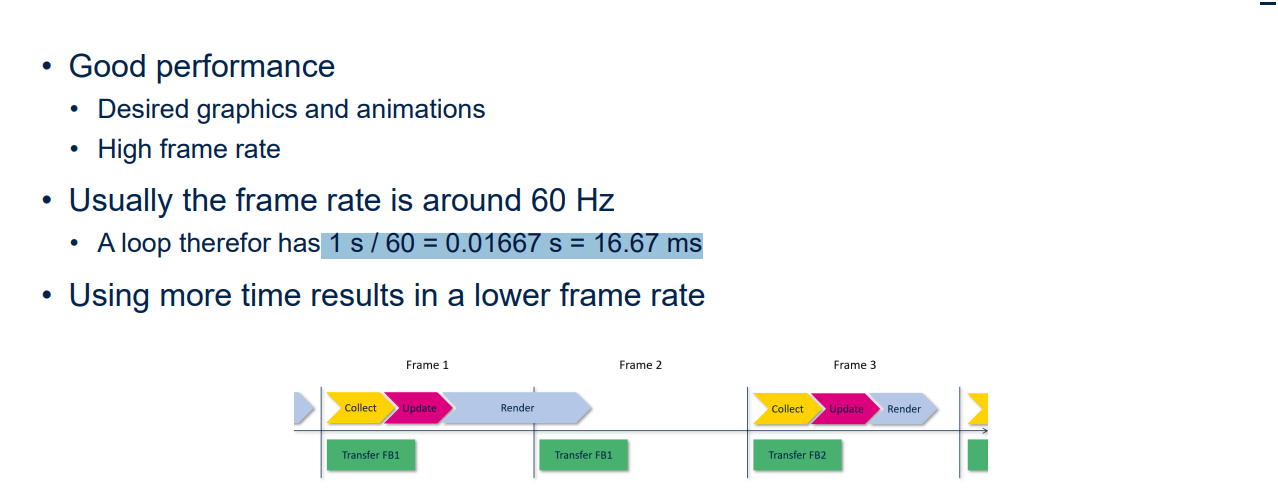 • Good performance
• Desired graphics and animations
• High frame rate
• Usually the frame rate is around 60 Hz
• A loop therefor has 1 s / 60 = 0.01667 s = 16.67 ms
• Using more time results in a lower frame rate
Frame 1 Frame 2 Frame 3
Collect Update Render Collect Update Render
Transfer FB1 Transfer FB1 Transfer FB2